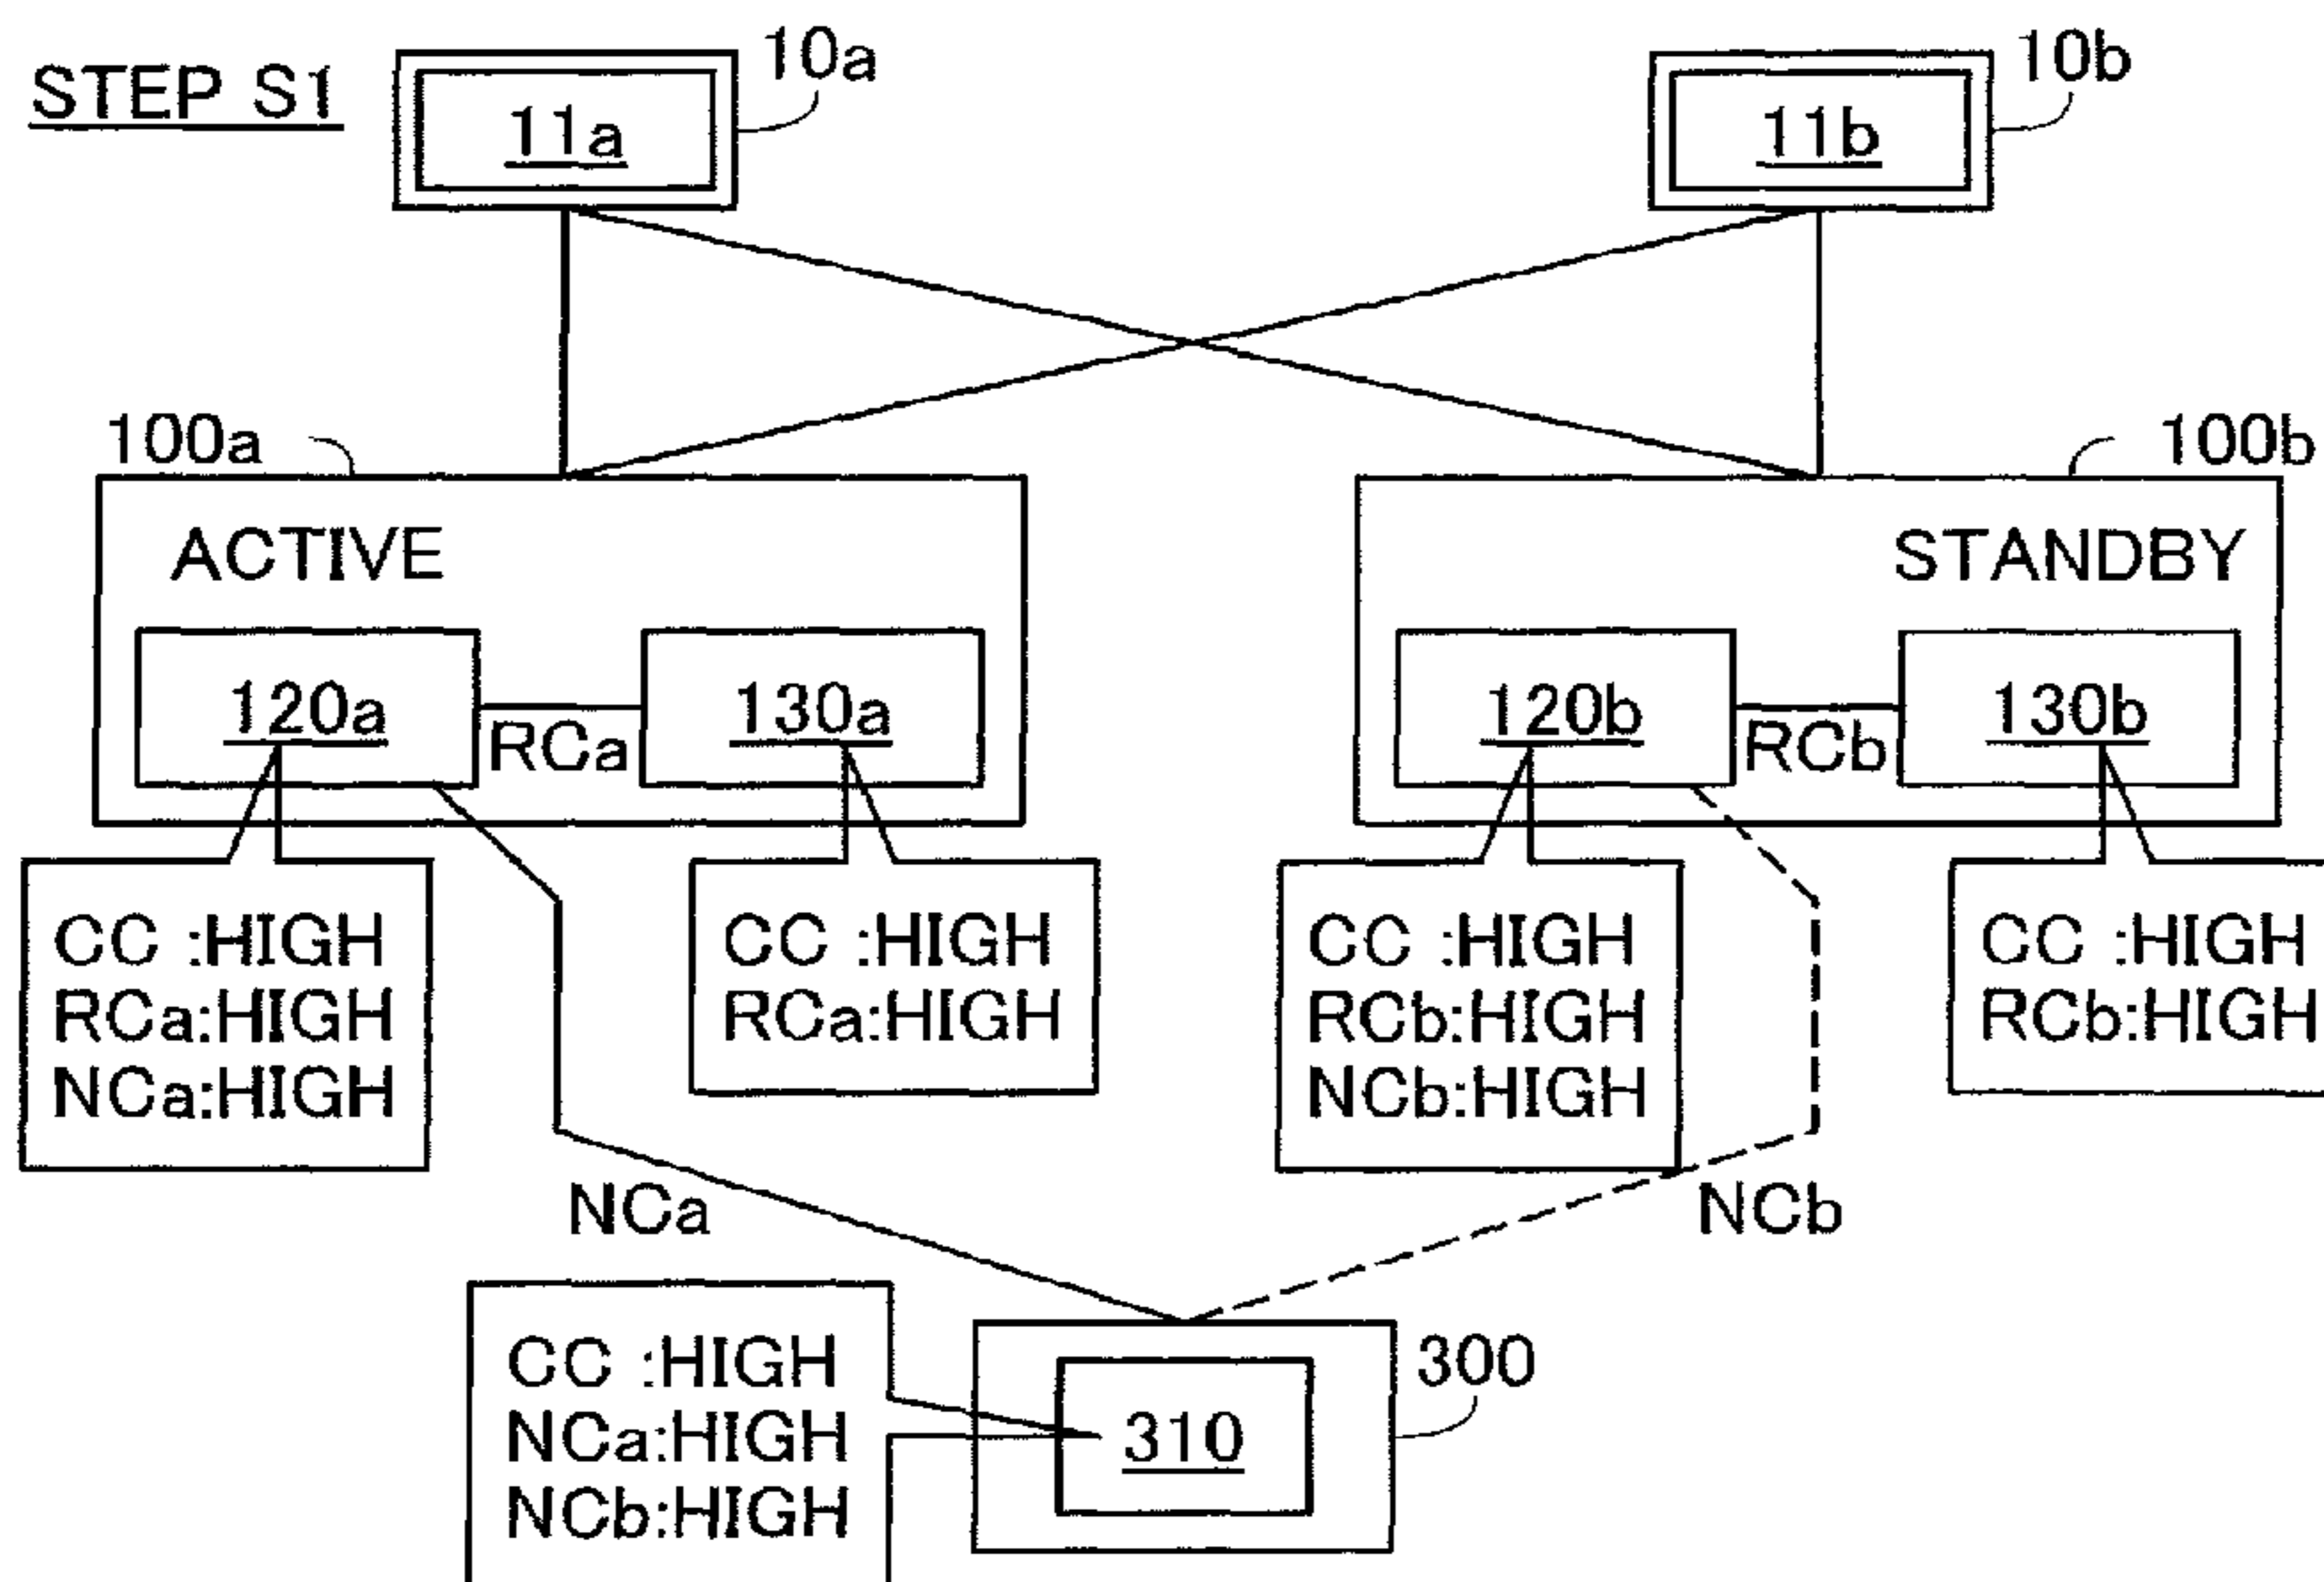 STEP S1
10a
11a
10b
11b
100a
100b
ACTIVE
STANDBY
120a
RCa
130a
120b
RCb
130b
CC :HIGH
RCa:HIGH
NCa:HIGH
CC :HIGH
RCa:HIGH
CC :HIGH
RCb:HIGH
NCb:HIGH
CC :HIGH
RCb:HIGH
NCa
NCb
CC :HIGH
NCa:HIGH
NCb:HIGH
310
300